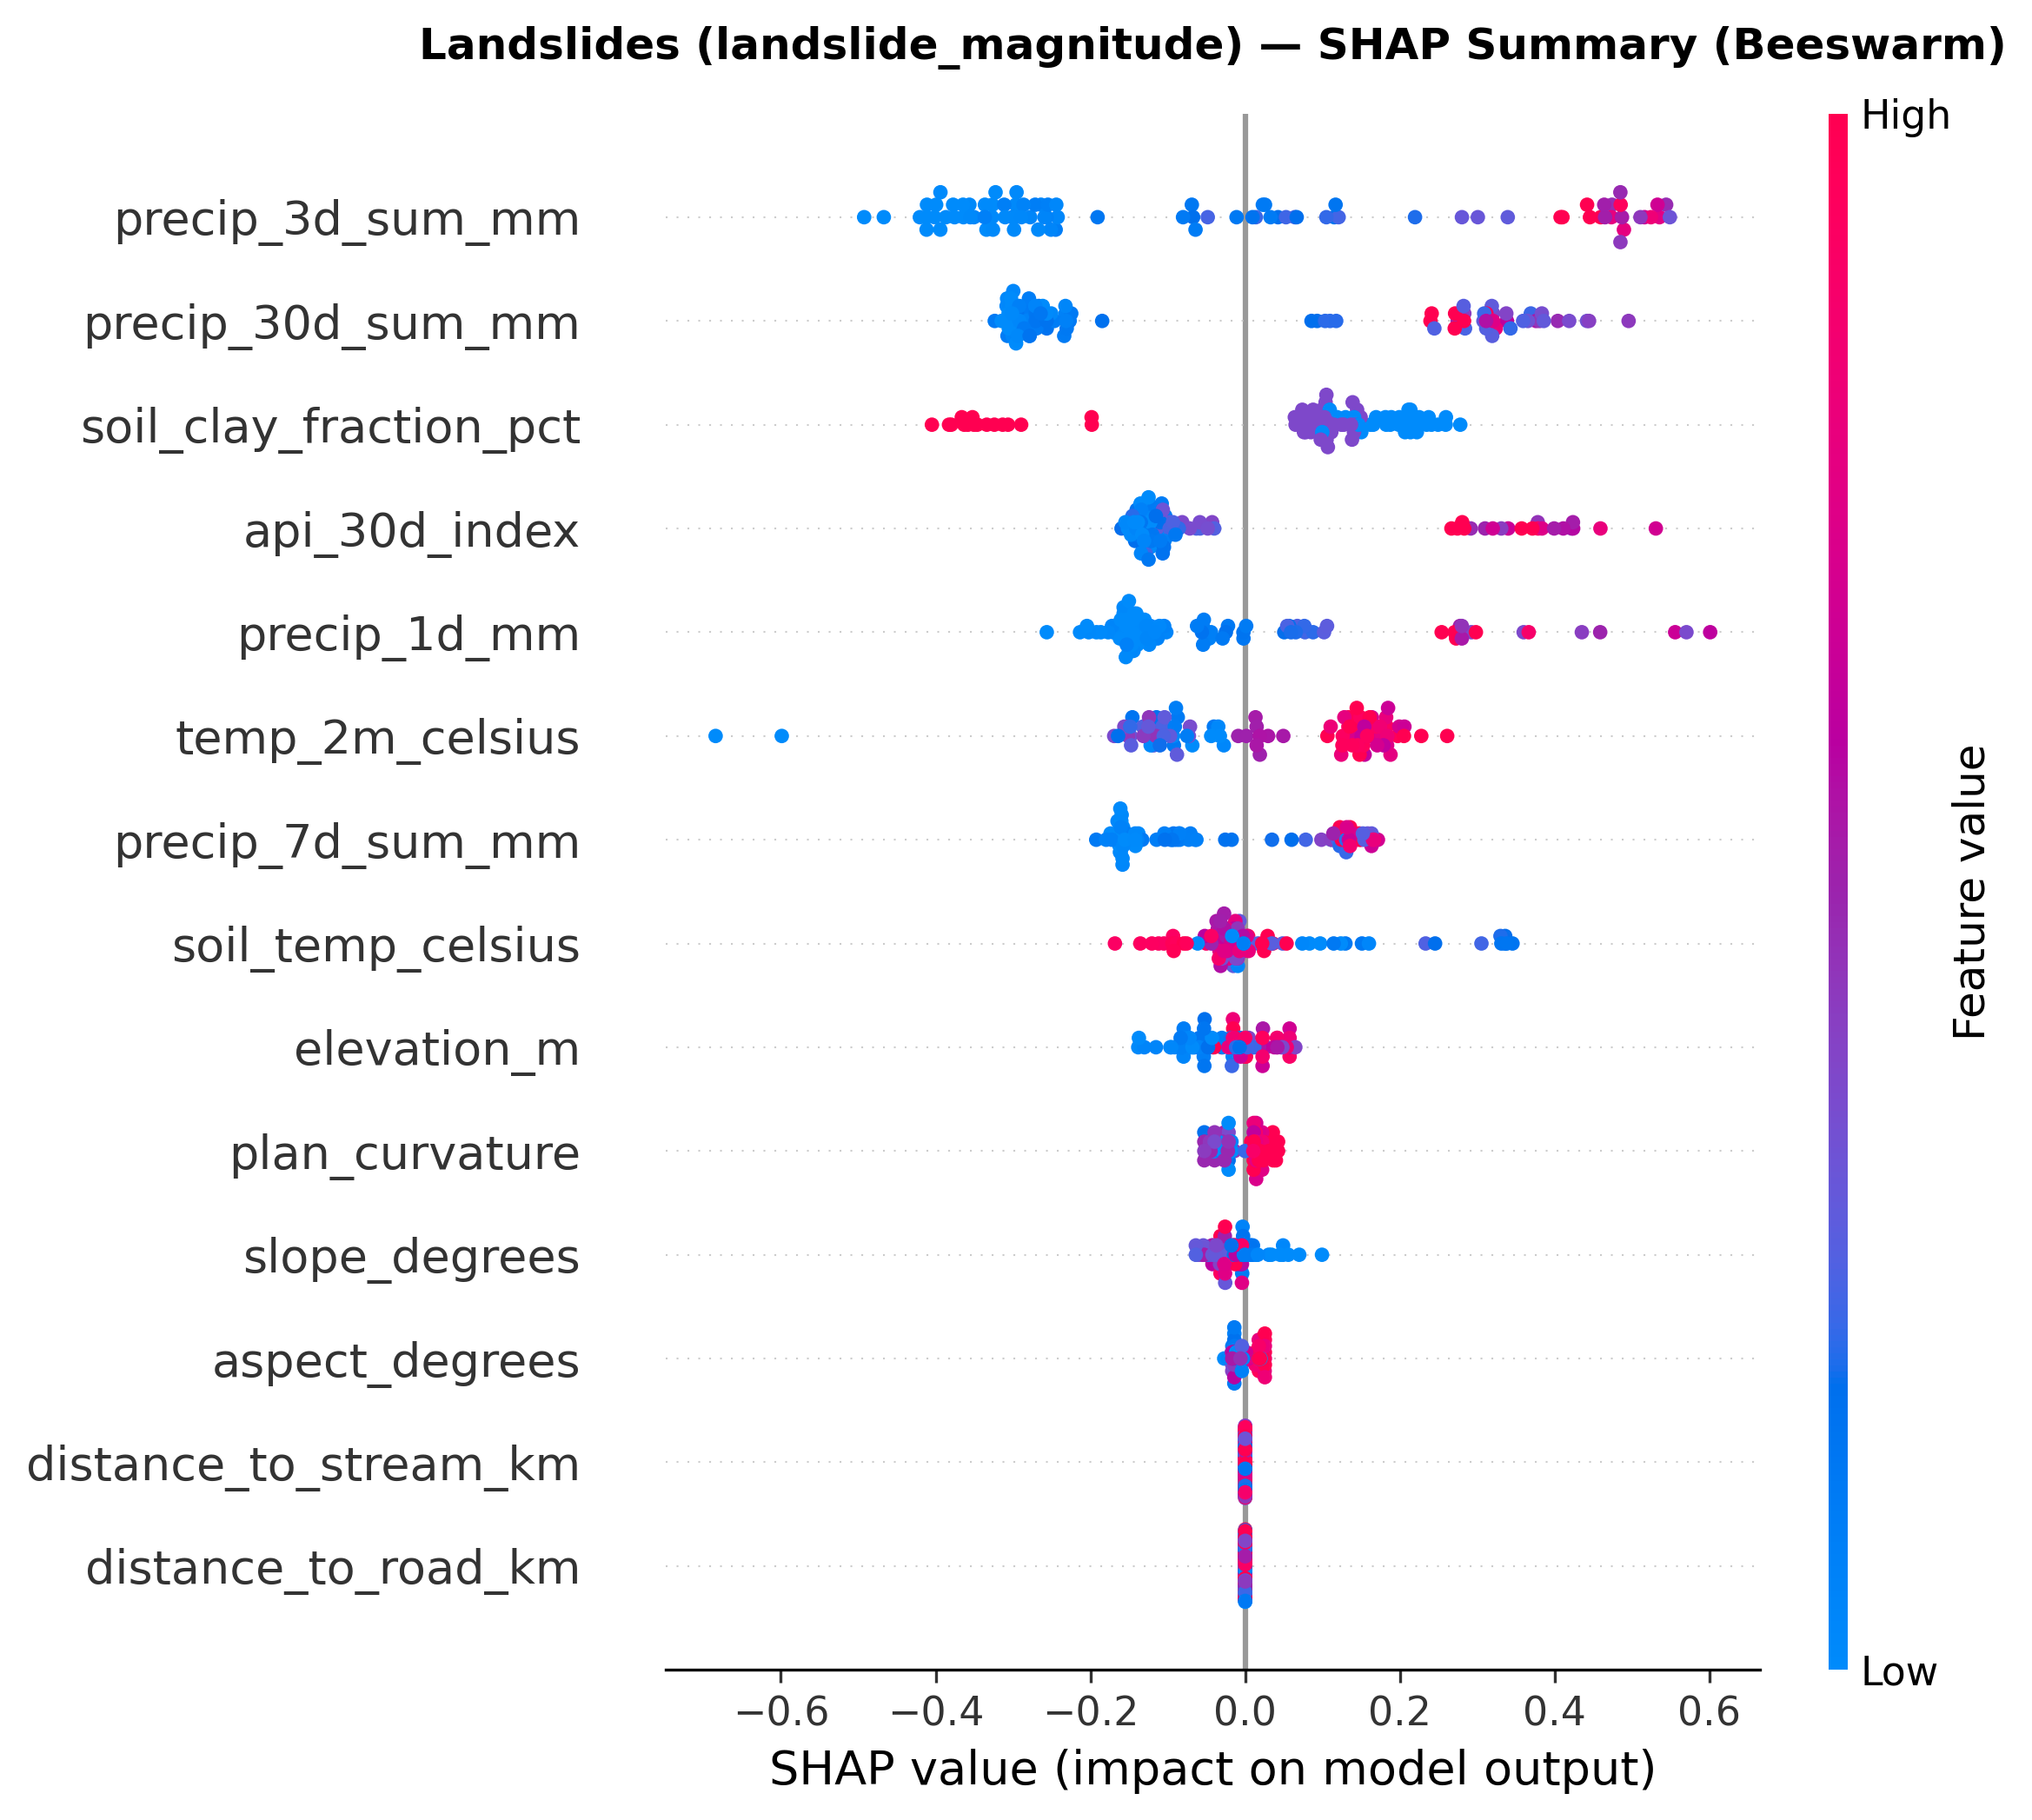 Landslides (landslide_magnitude) — SHAP Summary (Beeswarm)
High
precip_3d_sum_mm
precip_30d_sum_mm
soil_clay_fraction_pct
api_30d_index
precip_1d_mm
temp_2m_celsius
precip_7d_sum_mm
soil_temp_celsius
elevation_m
plan_curvature
slope_degrees
aspect_degrees
distance_to_stream_km
distance_to_road_km
Feature value
Low
−0.6 −0.4 −0.2 0.0 0.2 0.4 0.6
SHAP value (impact on model output)